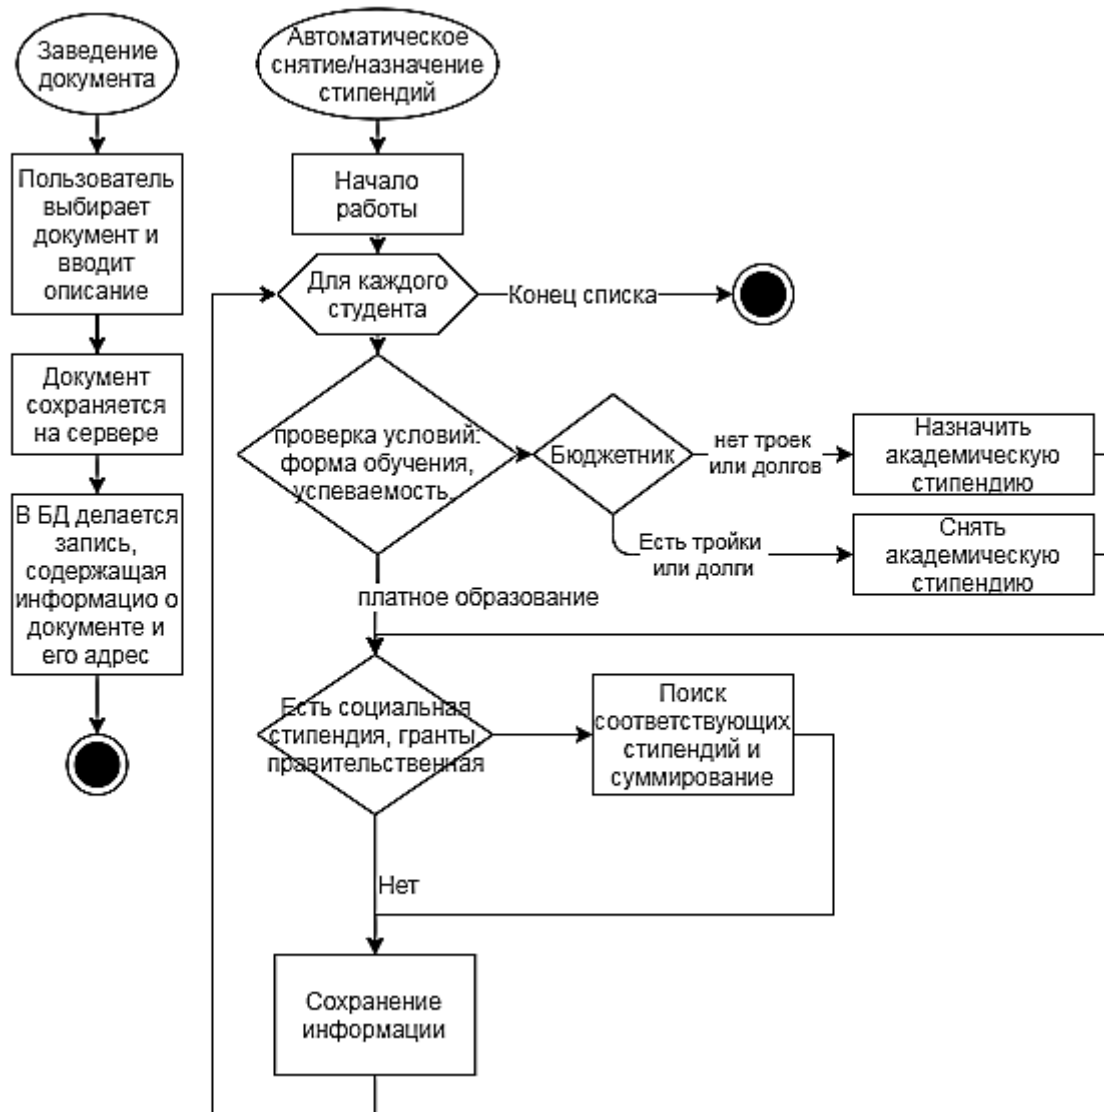 Заведение
документа
Пользователь
выбирает
документ и
вводит
описание
Документ
сохраняется
на сервере
В БД делается
запись,
содержащая
информацио о
документе и
его адрес
Автоматическое
снятие/назначение
стипендий
Начало
работы
Для каждого
студента
Конец списка
проверка условий:
форма обучения,
успеваемость.
Бюджетник
нет троек
или долгов
Назначить
академическую
стипендию
Есть тройки
или долги
Снять
академическую
стипендию
платное образование
Есть социальная
стипендия, гранты,
правительственная
Поиск
соответствующих
стипендий и
суммирование
Нет
Сохранение
информации